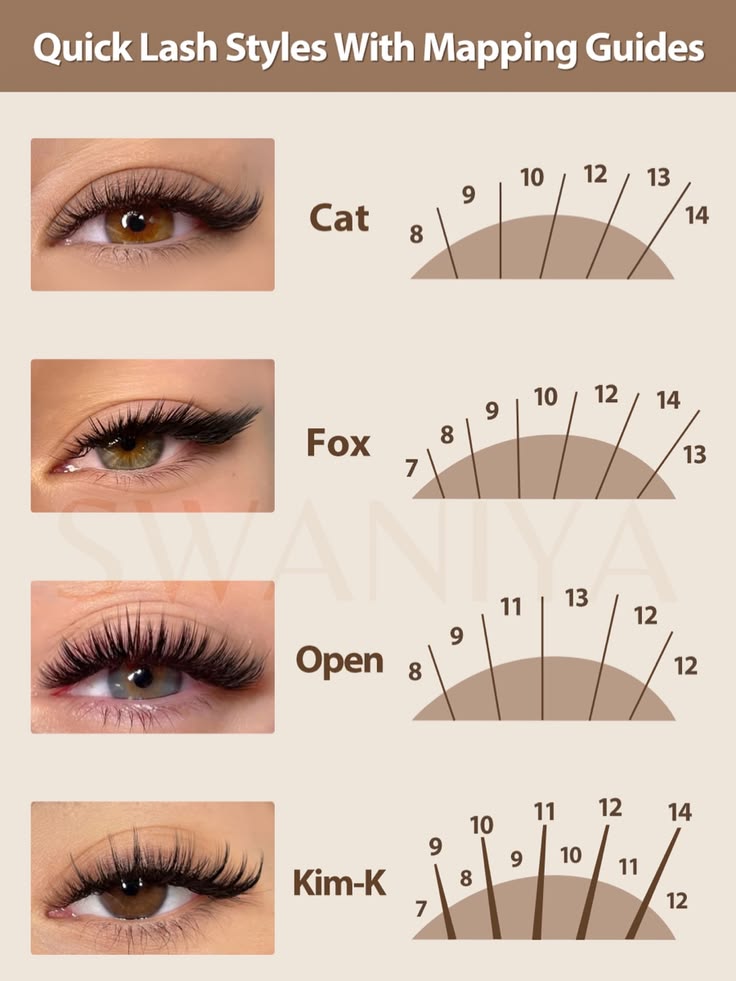 Quick Lash Styles With Mapping Guides
Cat
8 9 10 12 13 14
Fox
7 8 9 10 12 14 13
SWANIYA
Open
8 9 11 13 12 12
Kim-K
9 10 11 12 14
7 8 9 10 11 12